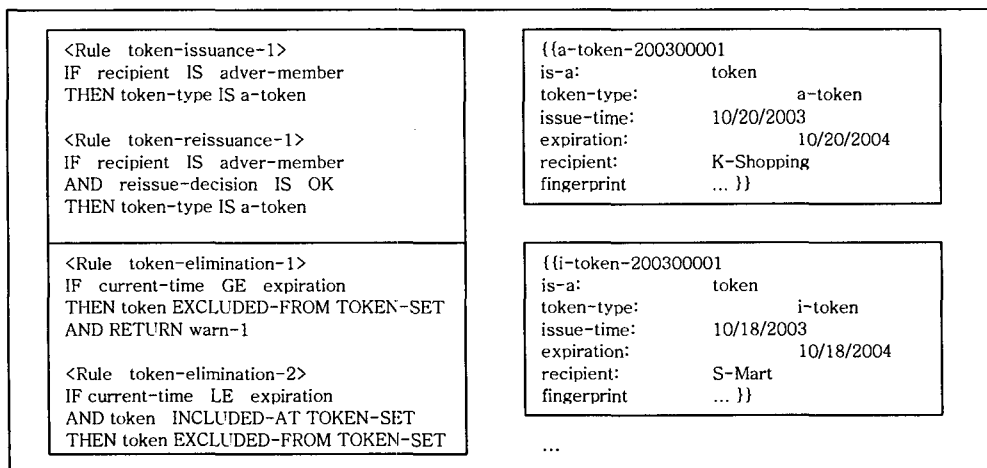 <Rule token-issuance-1>
IF recipient IS adver-member
THEN token-type IS a-token
<Rule token-reissuance-1>
IF recipient IS adver-member
AND reissue-decision IS OK
THEN token-type IS a-token
<Rule token-elimination-1>
IF current-time GE expiration
THEN token EXCLUDED-FROM TOKEN-SET
AND RETURN warn-1
<Rule token-elimination-2>
IF current-time LE expiration
AND token INCLUDED-AT TOKEN-SET
THEN token EXCLUDED-FROM TOKEN-SET
{{a-token-200300001
is-a: token
token-type: a-token
issue-time: 10/20/2003
expiration: 10/20/2004
recipient: K-Shopping
fingerprint ... }}
{{i-token-200300001
is-a: token
token-type: i-token
issue-time: 10/18/2003
expiration: 10/18/2004
recipient: S-Mart
fingerprint ... }}
...